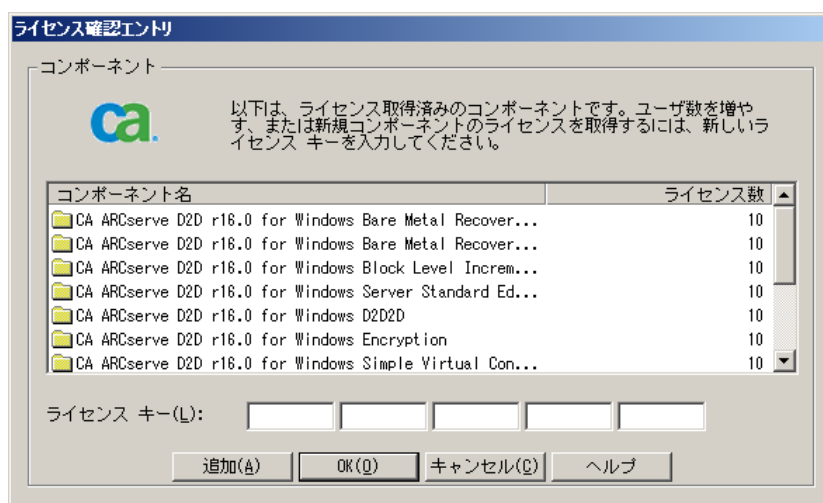 ライセンス確認エントリ
コンポーネント
ca.
以下は、ライセンス取得済みのコンポーネントです。ユーザ数を増や
す、または新規コンポーネントのライセンスを取得するには、新しいラ
イセンス キーを入力してください。
コンポーネント名 ライセンス数
CA ARCserve D2D r16.0 for Windows Bare Metal Recover... 10
CA ARCserve D2D r16.0 for Windows Bare Metal Recover... 10
CA ARCserve D2D r16.0 for Windows Block Level Increm... 10
CA ARCserve D2D r16.0 for Windows Server Standard Ed... 10
CA ARCserve D2D r16.0 for Windows D2D2D 10
CA ARCserve D2D r16.0 for Windows Encryption 10
CA ARCserve D2D r16.0 for Windows Simple Virtual Con... 10
ライセンス キー(L):
追加(A) OK(O) キャンセル(C) ヘルプ